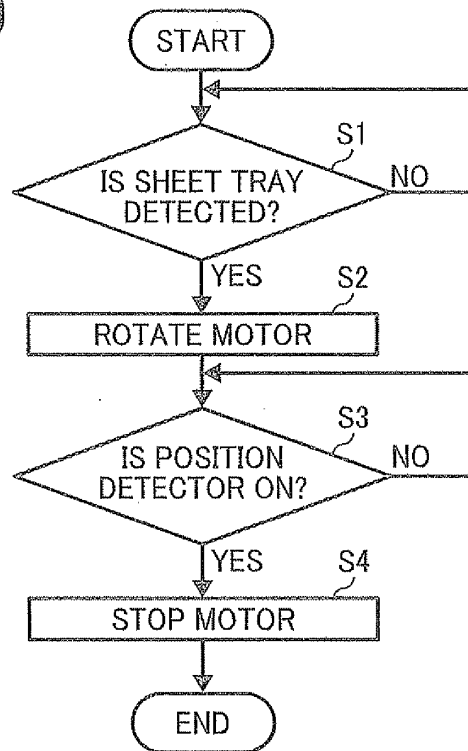 START
S1
IS SHEET TRAY
DETECTED?
NO
YES
S2
ROTATE MOTOR
S3
IS POSITION
DETECTOR ON?
NO
YES
S4
STOP MOTOR
END